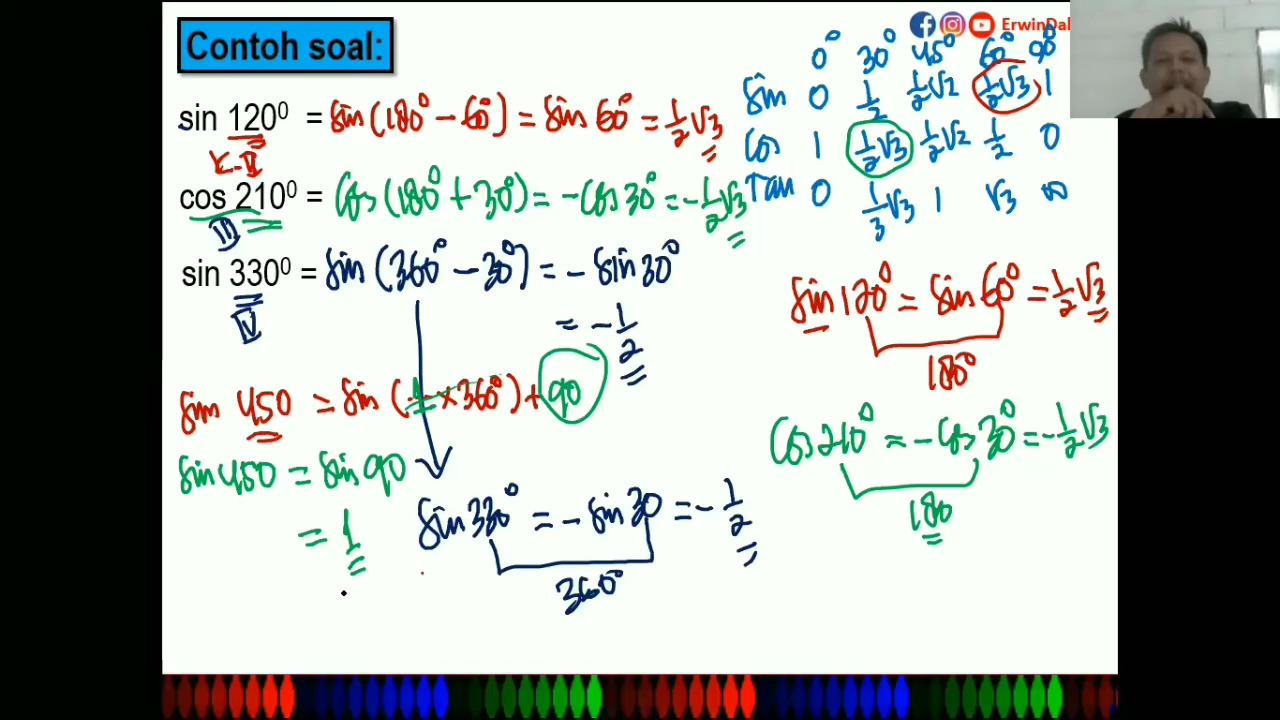 Contoh soal:
ErwinDal
0° 30° 45° 60° 90°
sin 0 1/2 1/2√2 1/2√3 1
Cos 1 1/2√3 1/2√2 1/2 0
Tan 0 1/3√3 1 √3 ∞
sin 120⁰ = sin(180° - 60°) = sin 60° = 1/2√3
K-II
cos 210⁰ = Cos(180° + 30°) = -Cos 30° = -1/2√3
III
sin 330⁰ = sin(360° - 30°) = - sin 30°
IV
= - 1/2
sin 450 = sin (1 × 360°) + 90
sin 450 = sin 90
= 1
sin 330° = - sin 30 = - 1/2
360°
sin 120° = sin 60° = 1/2√3
180°
Cos 210° = - Cos 30° = - 1/2√3
180